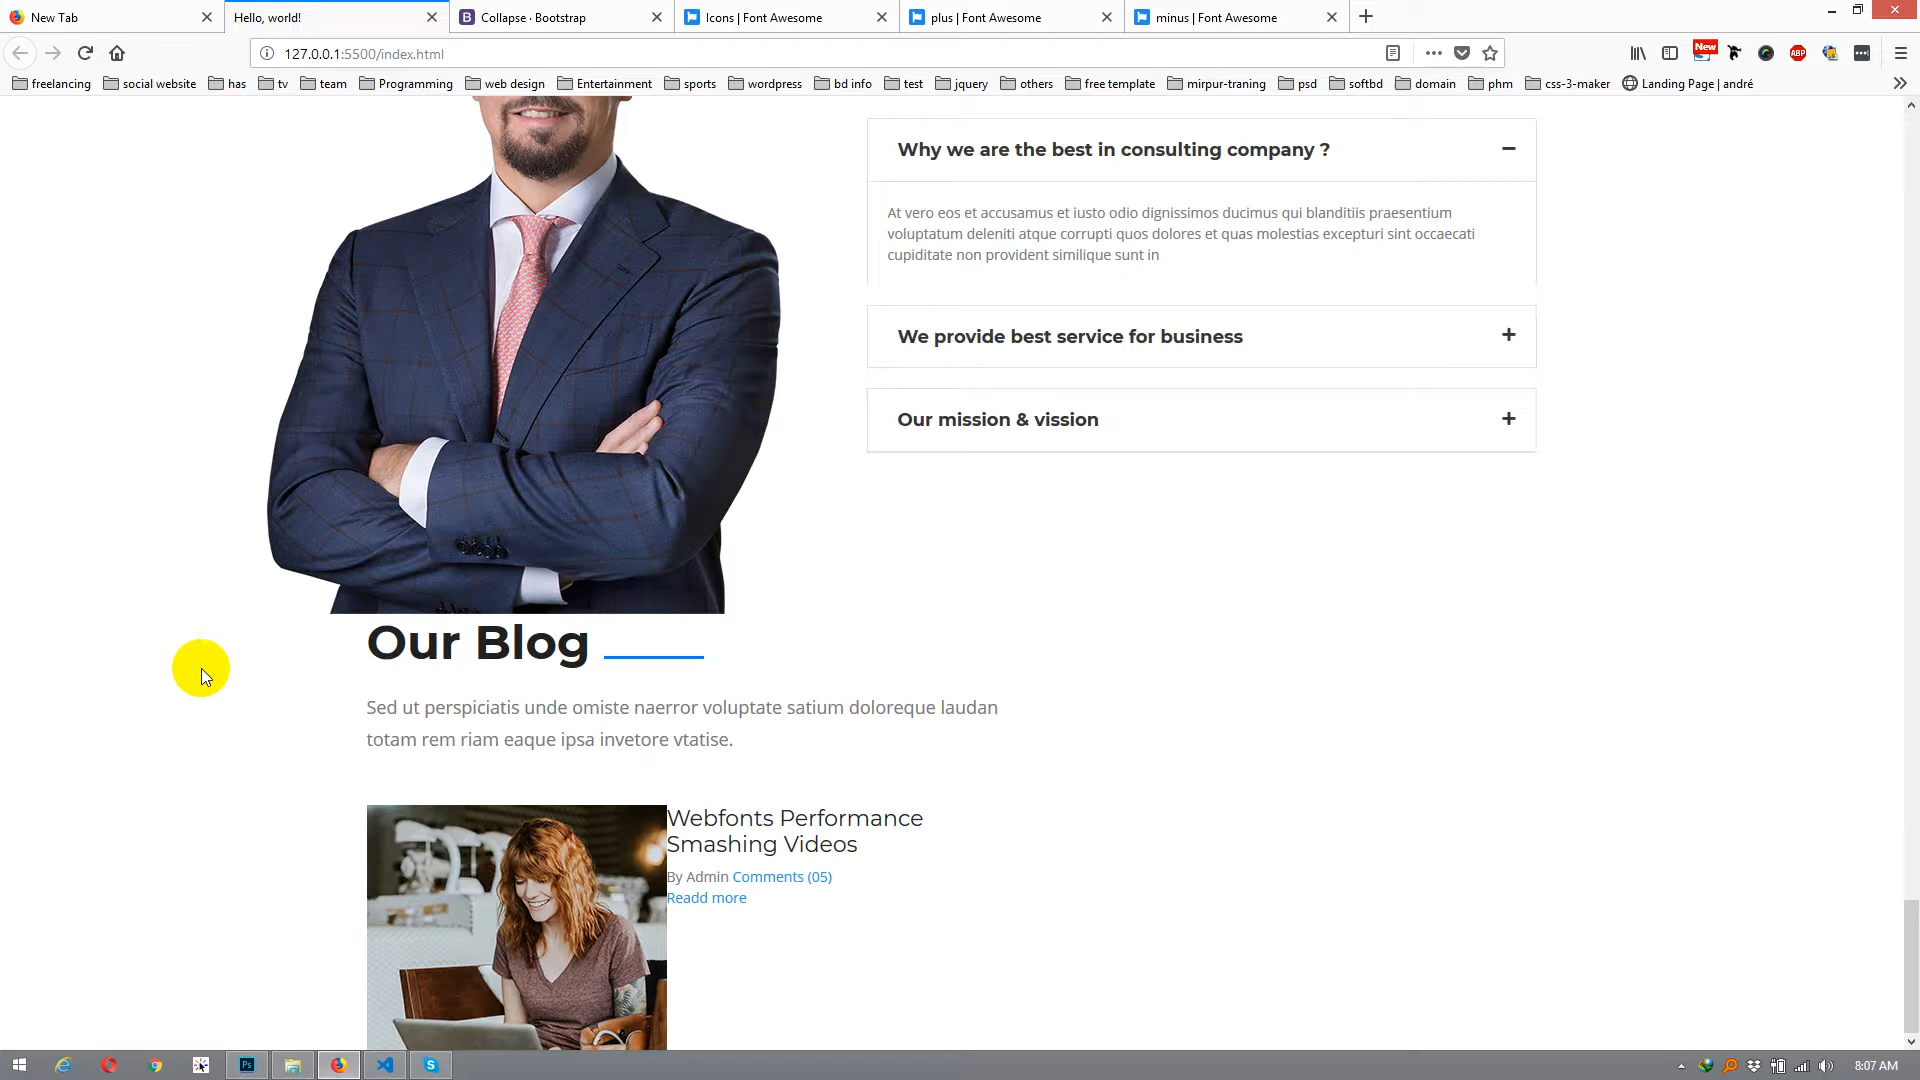 New Tab
Hello, world!
Collapse · Bootstrap
Icons | Font Awesome
plus | Font Awesome
minus | Font Awesome
127.0.0.1:5500/index.html
New
ABP
freelancing
social website
has
tv
team
Programming
web design
Entertainment
sports
wordpress
bd info
test
jquery
others
free template
mirpur-traning
psd
softbd
domain
phm
css-3-maker
Landing Page | andré
Why we are the best in consulting company ?
At vero eos et accusamus et iusto odio dignissimos ducimus qui blanditiis praesentium
voluptatum deleniti atque corrupti quos dolores et quas molestias excepturi sint occaecati
cupiditate non provident similique sunt in
We provide best service for business
Our mission & vission
Our Blog
Sed ut perspiciatis unde omiste naerror voluptate satium doloreque laudan
totam rem riam eaque ipsa invetore vtatise.
Webfonts Performance
Smashing Videos
By Admin Comments (05)
Readd more
Ps
8:07 AM